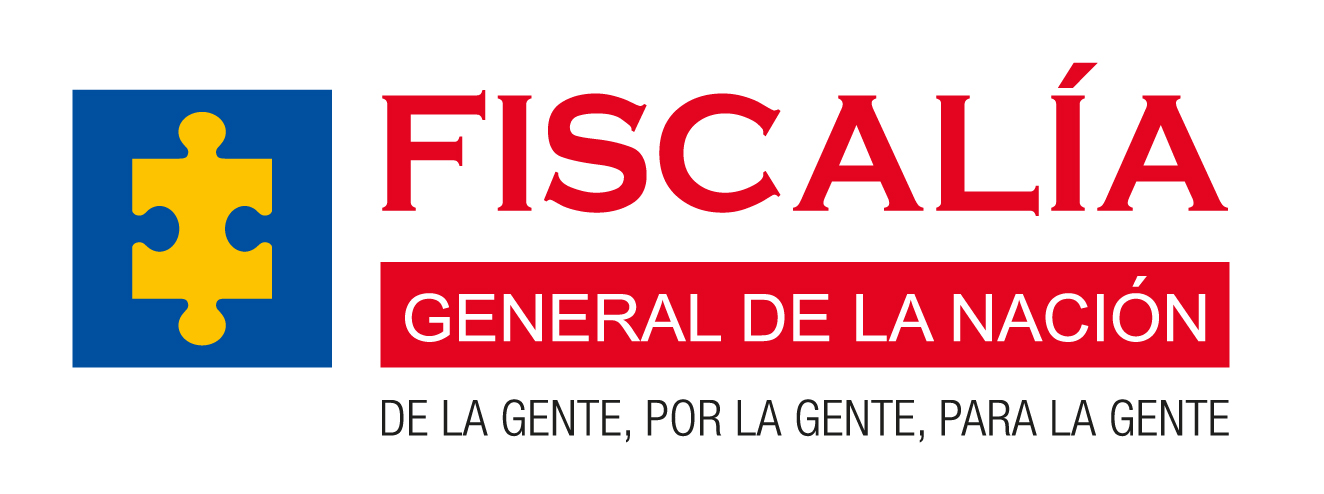 FISCALÍA
GENERAL DE LA NACIÓN
DE LA GENTE, POR LA GENTE, PARA LA GENTE